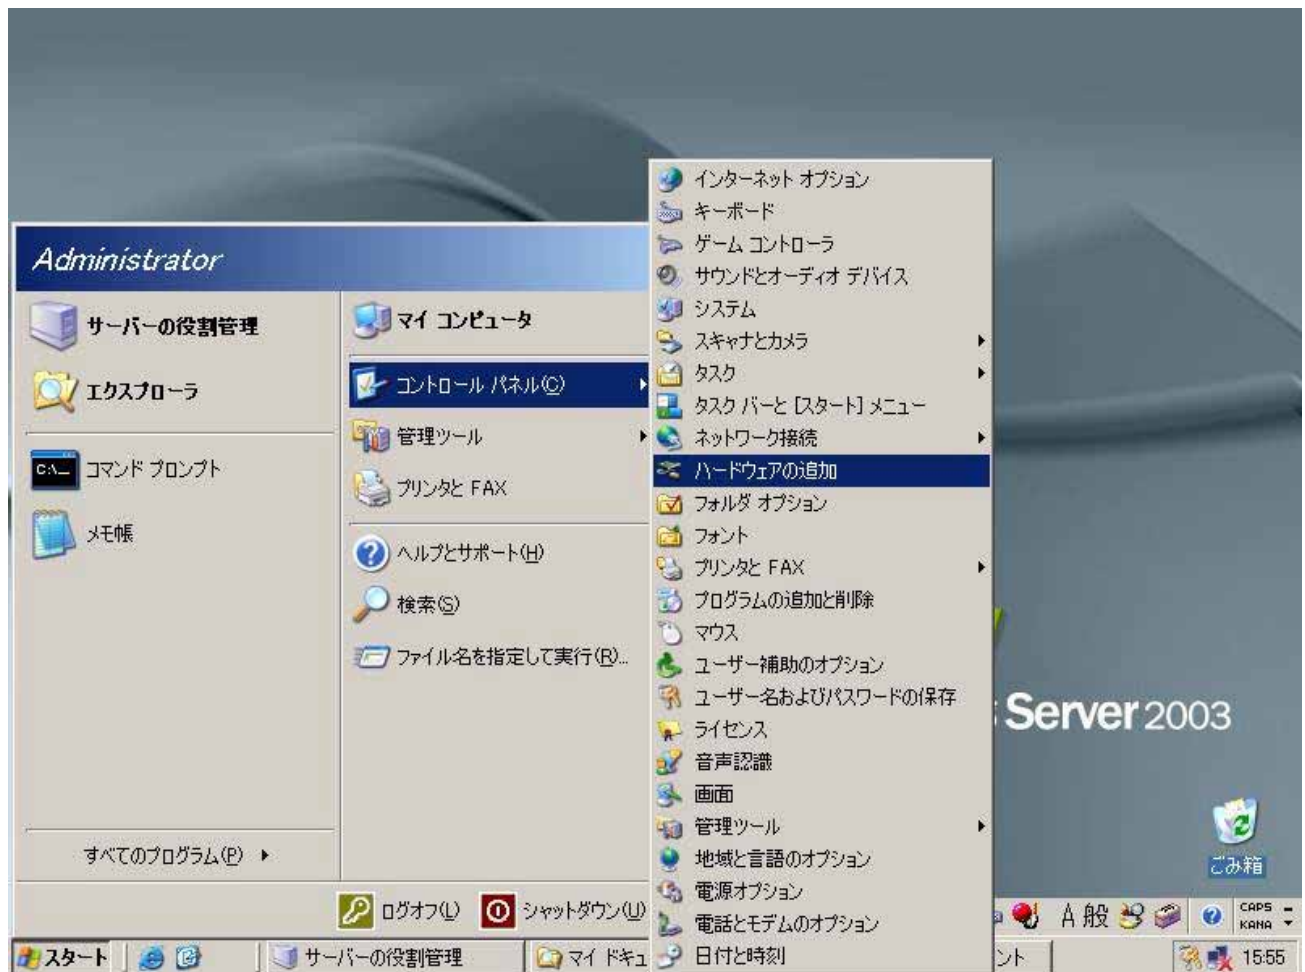 Administrator
サーバーの役割管理
エクスプローラ
C:\_
コマンド プロンプト
メモ帳
すべてのプログラム(P)
マイ コンピュータ
コントロール パネル(C)
管理ツール
プリンタと FAX
ヘルプとサポート(H)
検索(S)
ファイル名を指定して実行(R)...
ログオフ(L)
シャットダウン(U)
インターネット オプション
キーボード
ゲーム コントローラ
サウンドとオーディオ デバイス
システム
スキャナとカメラ
タスク
タスク バーと [スタート] メニュー
ネットワーク接続
ハードウェアの追加
フォルダ オプション
フォント
プリンタと FAX
プログラムの追加と削除
マウス
ユーザー補助のオプション
ユーザー名およびパスワードの保存
ライセンス
音声認識
画面
管理ツール
地域と言語のオプション
電源オプション
電話とモデムのオプション
日付と時刻
Server 2003
ごみ箱
A 般
CAPS
KANA
スタート
サーバーの役割管理
マイ ドキュ
ント
15:55